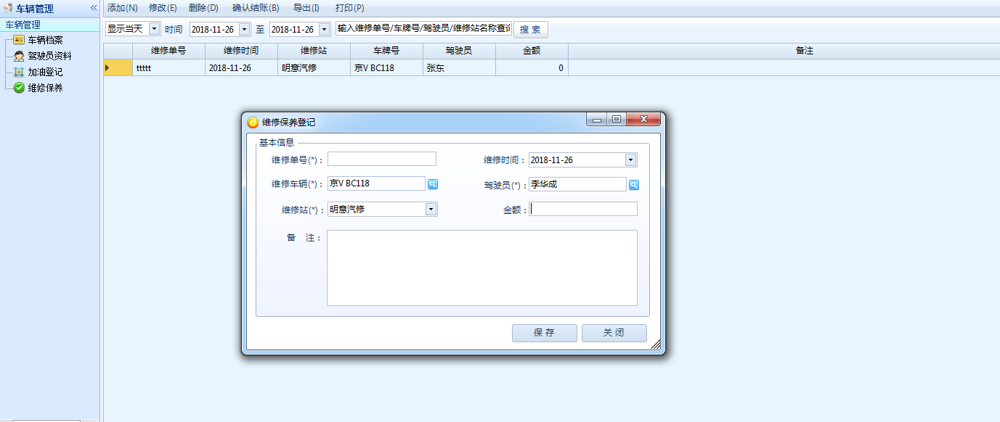 车辆管理
添加(N) 修改(E) 删除(D) 确认结账(B) 导出(I) 打印(P)
车辆管理
车辆档案
驾驶员资料
加油登记
维修保养
显示当天 时间 2018-11-26 至 2018-11-26 输入维修单号/车牌号/驾驶员/维修站名称查询 搜 索
维修单号 维修时间 维修站 车牌号 驾驶员 金额 备注
ttttt 2018-11-26 明意汽修 京V BC118 张东 0
维修保养登记
基本信息
维修单号(*)： 维修时间： 2018-11-26
维修车辆(*)： 京V BC118 驾驶员(*)： 李华成
维修站(*)： 明意汽修 金额：
备 注：
保 存 关 闭